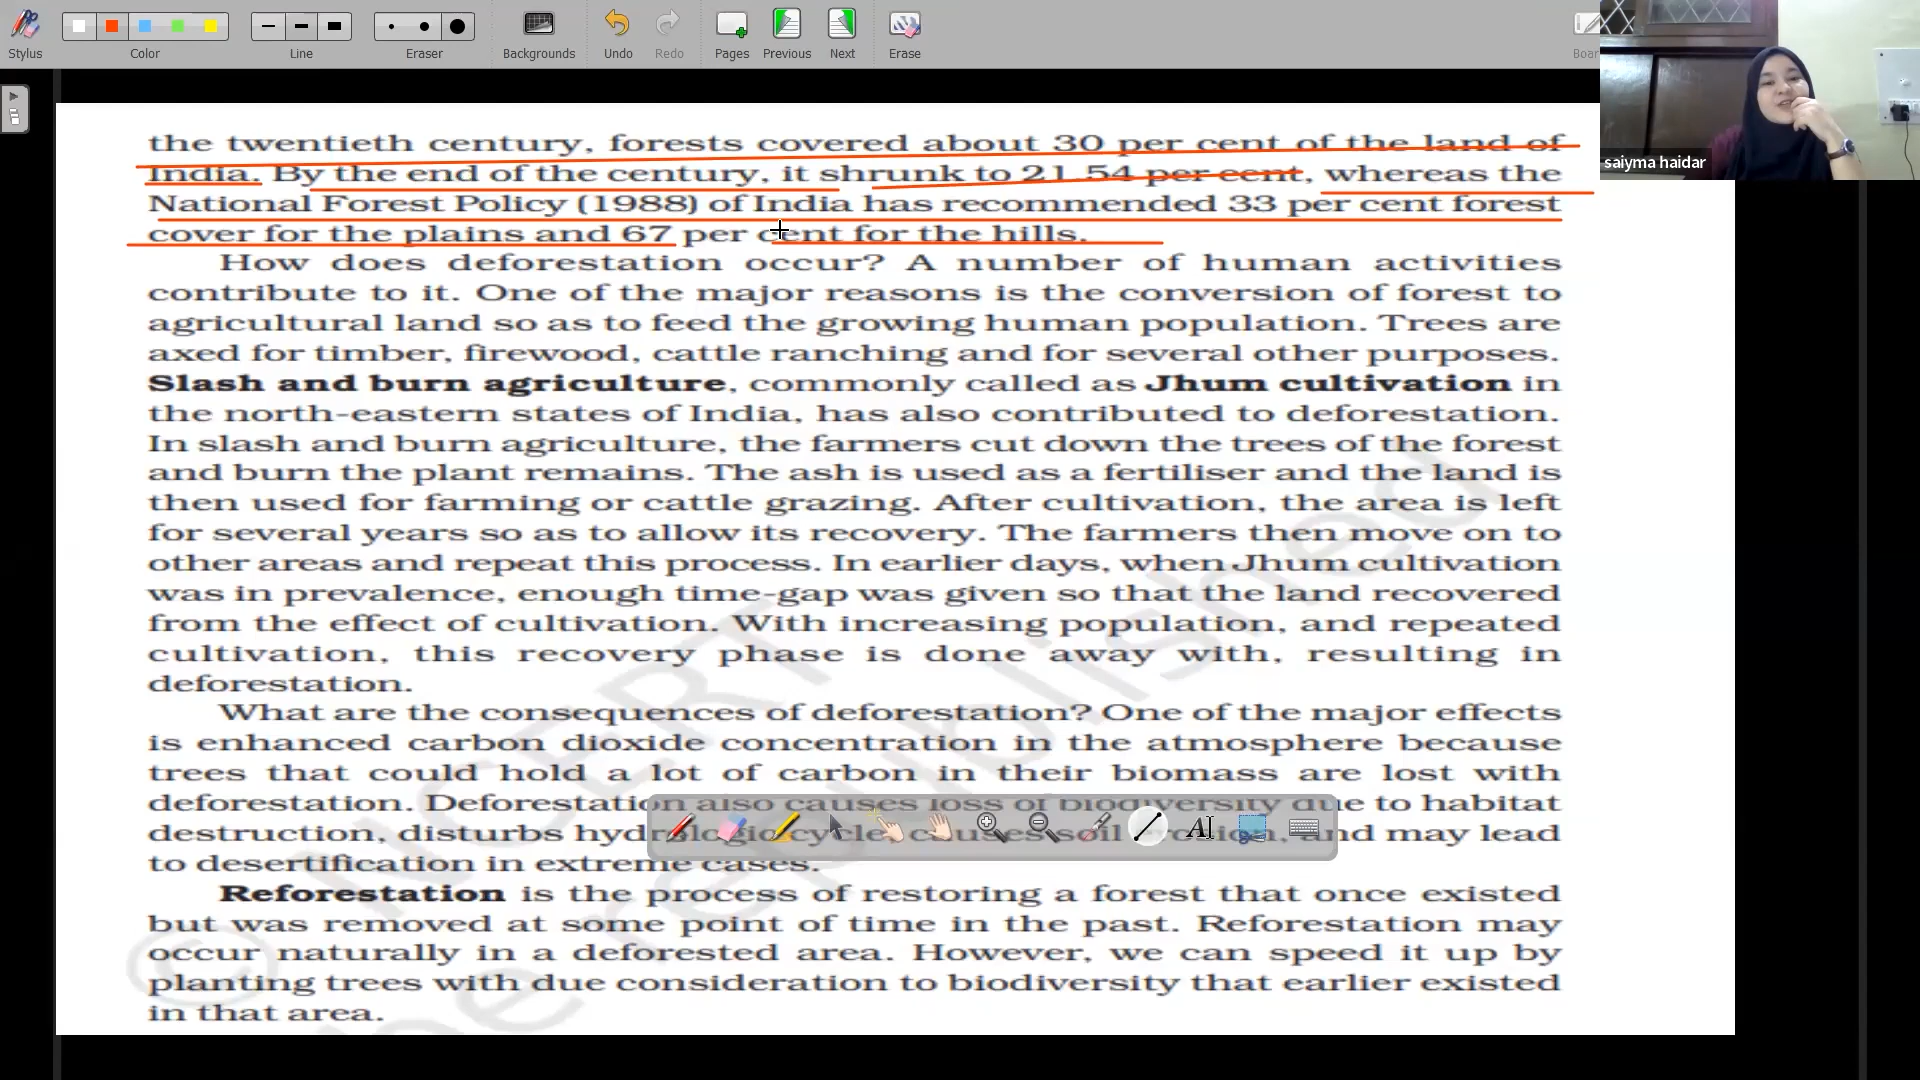 Stylus Color Line Eraser Backgrounds Undo Redo Pages Previous Next Erase Boar
saiyma haidar
the twentieth century, forests covered about 30 per cent of the land of
India. By the end of the century, it shrunk to 21.54 per cent, whereas the
National Forest Policy (1988) of India has recommended 33 per cent forest
cover for the plains and 67 per cent for the hills.
How does deforestation occur? A number of human activities
contribute to it. One of the major reasons is the conversion of forest to
agricultural land so as to feed the growing human population. Trees are
axed for timber, firewood, cattle ranching and for several other purposes.
Slash and burn agriculture, commonly called as Jhum cultivation in
the north-eastern states of India, has also contributed to deforestation.
In slash and burn agriculture, the farmers cut down the trees of the forest
and burn the plant remains. The ash is used as a fertiliser and the land is
then used for farming or cattle grazing. After cultivation, the area is left
for several years so as to allow its recovery. The farmers then move on to
other areas and repeat this process. In earlier days, when Jhum cultivation
was in prevalence, enough time-gap was given so that the land recovered
from the effect of cultivation. With increasing population, and repeated
cultivation, this recovery phase is done away with, resulting in
deforestation.
What are the consequences of deforestation? One of the major effects
is enhanced carbon dioxide concentration in the atmosphere because
trees that could hold a lot of carbon in their biomass are lost with
deforestation. Deforestation also causes loss of biodiversity due to habitat
destruction, disturbs hydrologic cycle, causes soil erosion, and may lead
to desertification in extreme cases.
Reforestation is the process of restoring a forest that once existed
but was removed at some point of time in the past. Reforestation may
occur naturally in a deforested area. However, we can speed it up by
planting trees with due consideration to biodiversity that earlier existed
in that area.
© NCERT
be republished